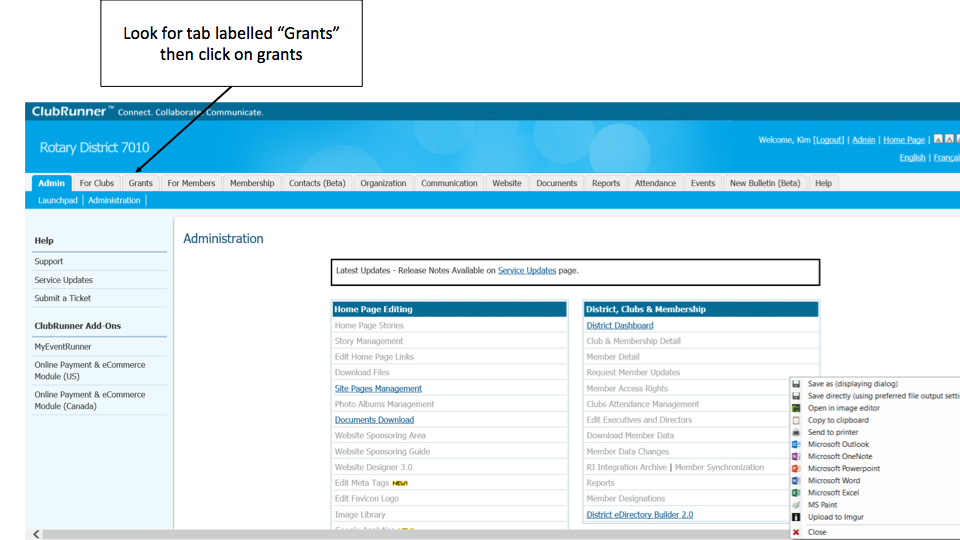 Look for tab labelled “Grants”
then click on grants
ClubRunner™ Connect. Collaborate. Communicate.
Rotary District 7010
Welcome, Kim [Logout] | Admin | Home Page | A A
English | Français
Admin For Clubs Grants For Members Membership Contacts (Beta) Organization Communication Website Documents Reports Attendance Events New Bulletin (Beta) Help
Launchpad | Administration |
Help
Support
Service Updates
Submit a Ticket
ClubRunner Add-Ons
MyEventRunner
Online Payment & eCommerce
Module (US)
Online Payment & eCommerce
Module (Canada)
Administration
Latest Updates - Release Notes Available on Service Updates page.
Home Page Editing
Home Page Stories
Story Management
Edit Home Page Links
Download Files
Site Pages Management
Photo Albums Management
Documents Download
Website Sponsoring Area
Website Sponsoring Guide
Website Designer 3.0
Edit Meta Tags NEW!
Edit Favicon Logo
Image Library
District, Clubs & Membership
District Dashboard
Club & Membership Detail
Member Detail
Request Member Updates
Member Access Rights
Clubs Attendance Management
Edit Executives and Directors
Download Member Data
Member Data Changes
RI Integration Archive | Member Synchronization
Reports
Member Designations
District eDirectory Builder 2.0
Save as (displaying dialog)
Save directly (using preferred file output setti
Open in image editor
Copy to clipboard
Send to printer
Microsoft Outlook
Microsoft OneNote
Microsoft Powerpoint
Microsoft Word
Microsoft Excel
MS Paint
Upload to Imgur
Close